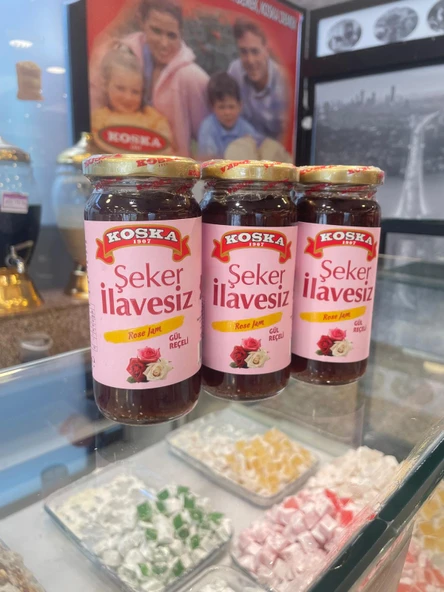 KOSKA
KOSKA
1907
Şeker
İlavesiz
Rose Jam
GÜL
REÇELİ
KOSKA
1907
Şeker
İlavesiz
Rose Jam
GÜL
REÇELİ
KOSKA
1907
Şeker
İlavesiz
Rose Jam
GÜL
REÇELİ